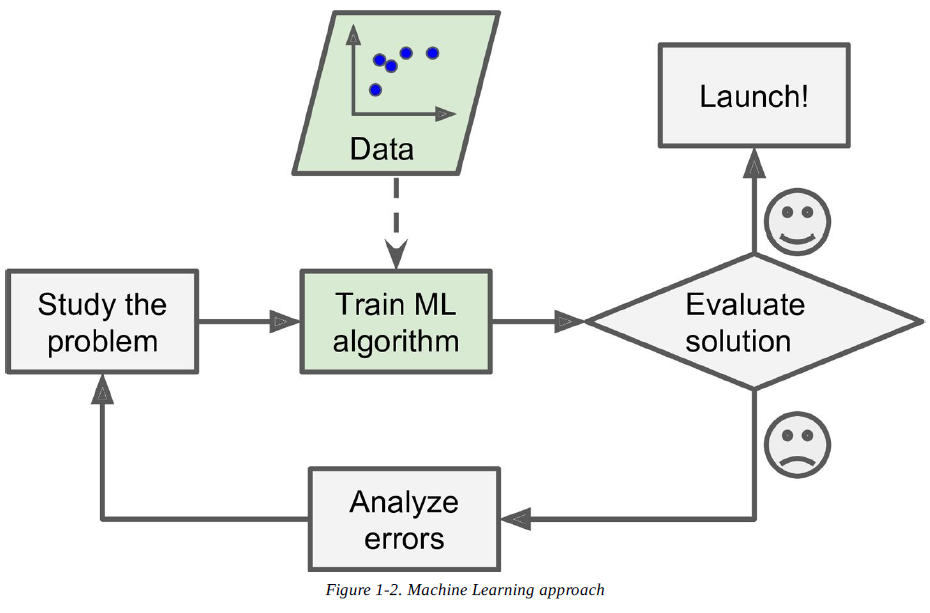 Data
Launch!
Study the
problem
Train ML
algorithm
Evaluate
solution
Analyze
errors
Figure 1-2. Machine Learning approach